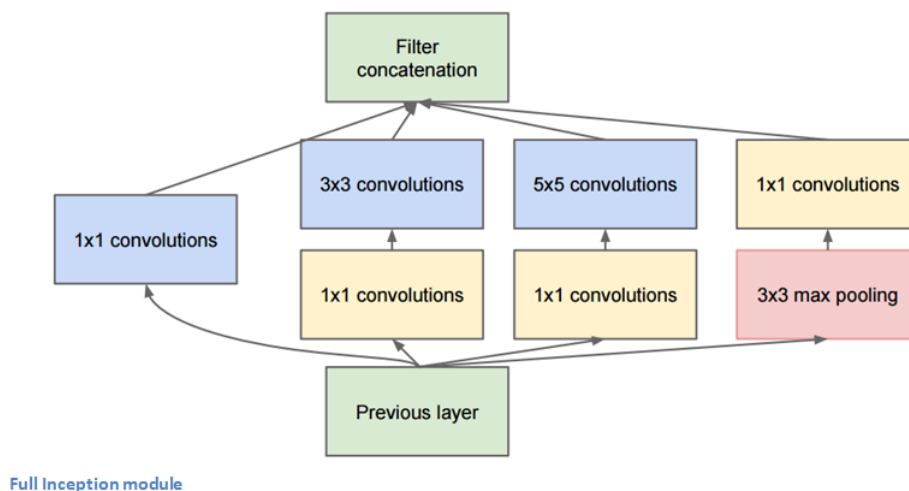 Filter
concatenation
3x3 convolutions
5x5 convolutions
1x1 convolutions
1x1 convolutions
1x1 convolutions
1x1 convolutions
3x3 max pooling
Previous layer
Full Inception module